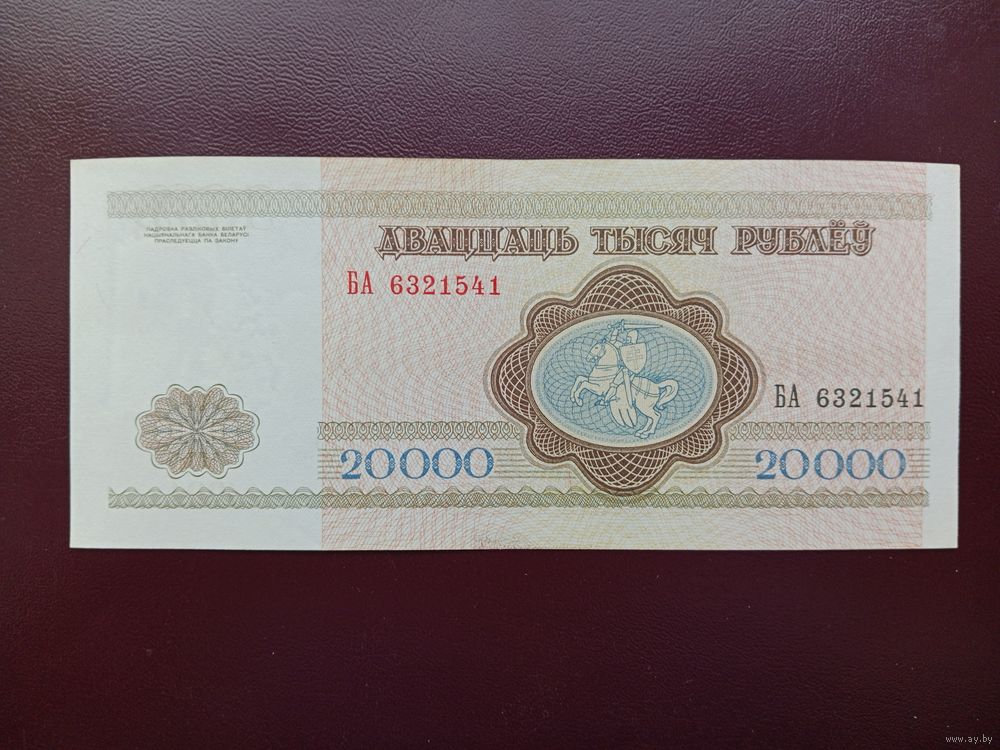 ПАДРОБКА РАЗЛІКОВЫХ БІЛЕТАЎ
НАЦЫЯНАЛЬНАГА БАНКА БЕЛАРУСІ
ПРАСЛЕДУЕЦЦА ПА ЗАКОНУ
ДВАЦЦАЦЬ ТЫСЯЧ РУБЛЁЎ
БА 6321541
БА 6321541
20000
20000
www.ay.by